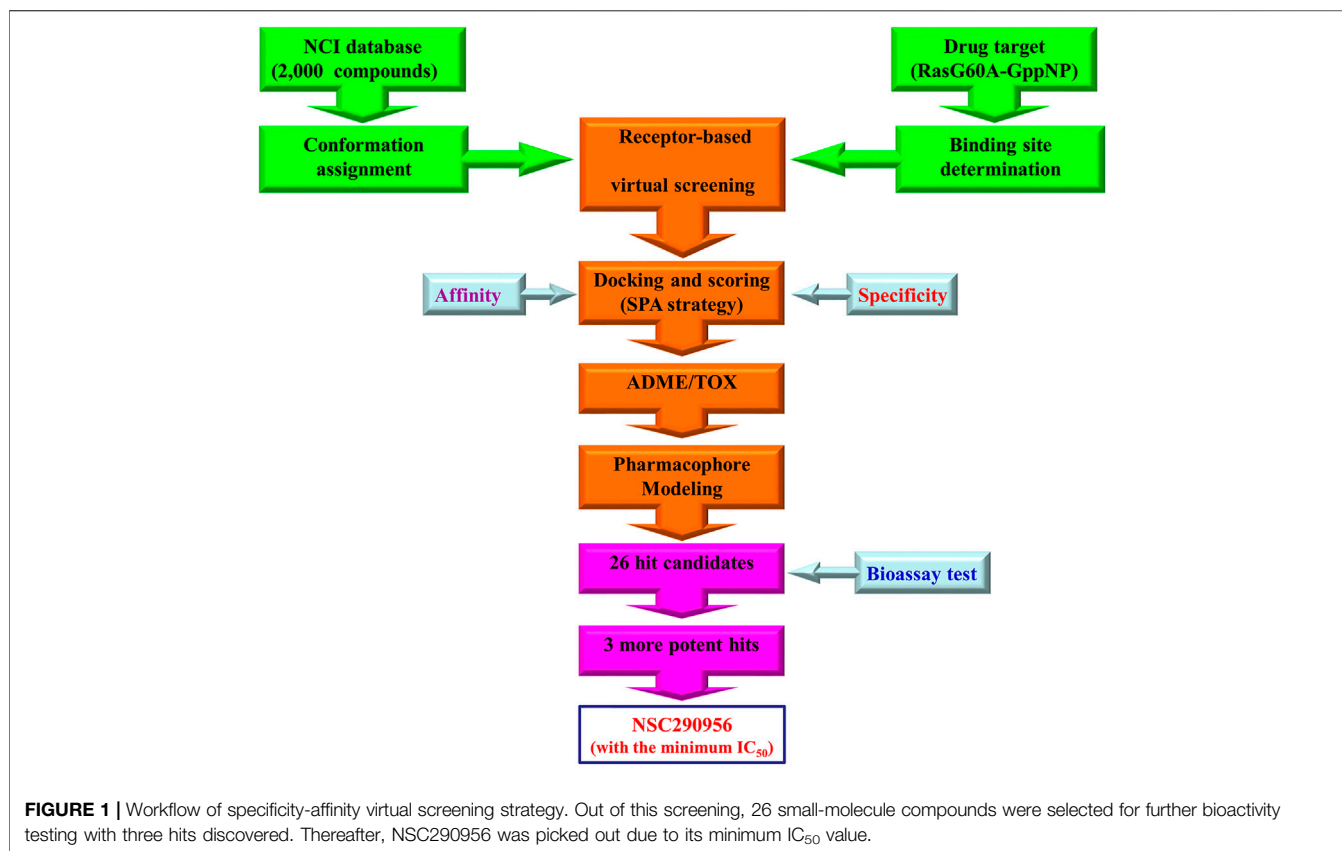 NCI database
(2,000 compounds)
Drug target
(RasG60A-GppNP)
Conformation
assignment
Receptor-based
virtual screening
Binding site
determination
Affinity
Docking and scoring
(SPA strategy)
Specificity
ADME/TOX
Pharmacophore
Modeling
26 hit candidates
Bioassay test
3 more potent hits
NSC290956
(with the minimum IC₅₀)
FIGURE 1 | Workflow of specificity-affinity virtual screening strategy. Out of this screening, 26 small-molecule compounds were selected for further bioactivity
testing with three hits discovered. Thereafter, NSC290956 was picked out due to its minimum IC₅₀ value.